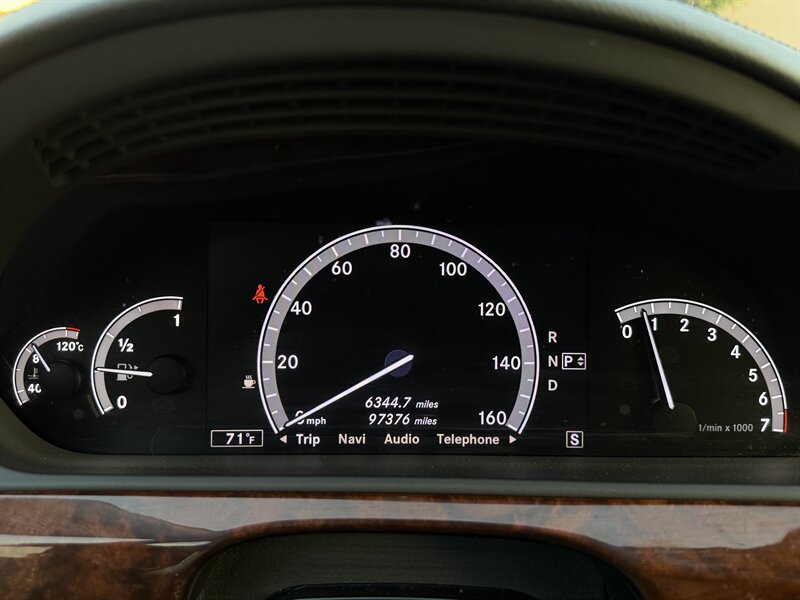 80
60
100
40
120
20
140
0 mph
160
6344.7 miles
97376 miles
Trip Navi Audio Telephone
71°F
R
N P
D
S
1
½
0
120°C
40
0 1 2 3 4 5 6 7
1/min x 1000